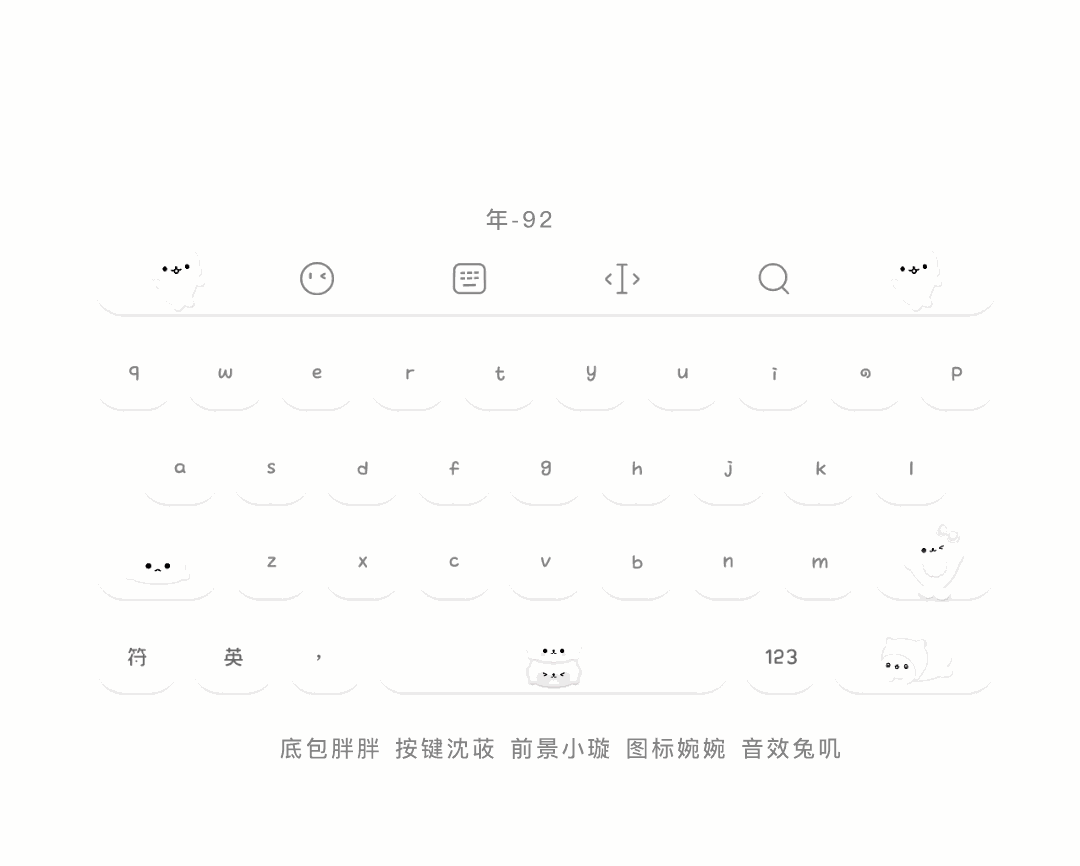 年-92
q w e r t y u i o p
a s d f g h j k l
z x c v b n m
符 英 , 123
底包胖胖 按键沈荍 前景小璇 图标婉婉 音效兔叽